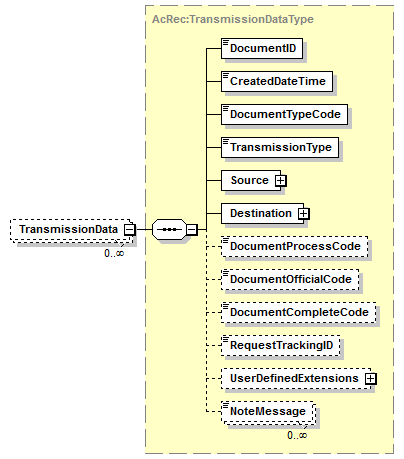 AcRec:TransmissionDataType
DocumentID
CreatedDateTime
DocumentTypeCode
TransmissionType
Source
Destination
TransmissionData
0..∞
DocumentProcessCode
DocumentOfficialCode
DocumentCompleteCode
RequestTrackingID
UserDefinedExtensions
NoteMessage
0..∞